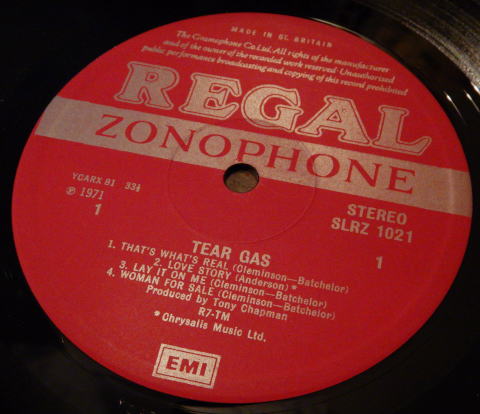 MADE IN GT. BRITAIN
The Gramophone Co. Ltd. All rights of the manufacturer
and of the owner of the recorded work reserved. Unauthorised
public performance broadcasting and copying of this record prohibited
REGAL
ZONOPHONE
YCARX 81 33⅓
℗ 1971
1
STEREO
SLRZ 1021
1
TEAR GAS
1. THAT'S WHAT'S REAL (Cleminson—Batchelor)
2. LOVE STORY (Anderson) *
3. LAY IT ON ME (Cleminson—Batchelor)
4. WOMAN FOR SALE (Cleminson—Batchelor)
Produced by Tony Chapman
R7-TM
* Chrysalis Music Ltd.
EMI